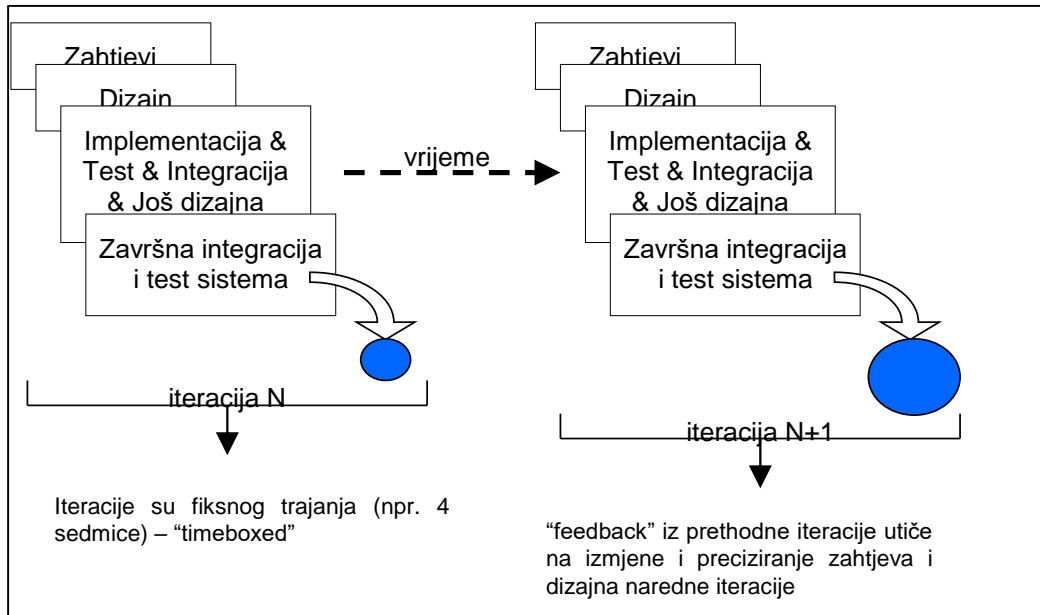 Zahtjevi
Dizajn
Implementacija &
Test & Integracija
& Još dizajna
Završna integracija
i test sistema
iteracija N
Iteracije su fiksnog trajanja (npr. 4
sedmice) – “timeboxed”
vrijeme
Zahtjevi
Dizajn
Implementacija &
Test & Integracija
& Još dizajna
Završna integracija
i test sistema
iteracija N+1
“feedback” iz prethodne iteracije utiče
na izmjene i preciziranje zahtjeva i
dizajna naredne iteracije